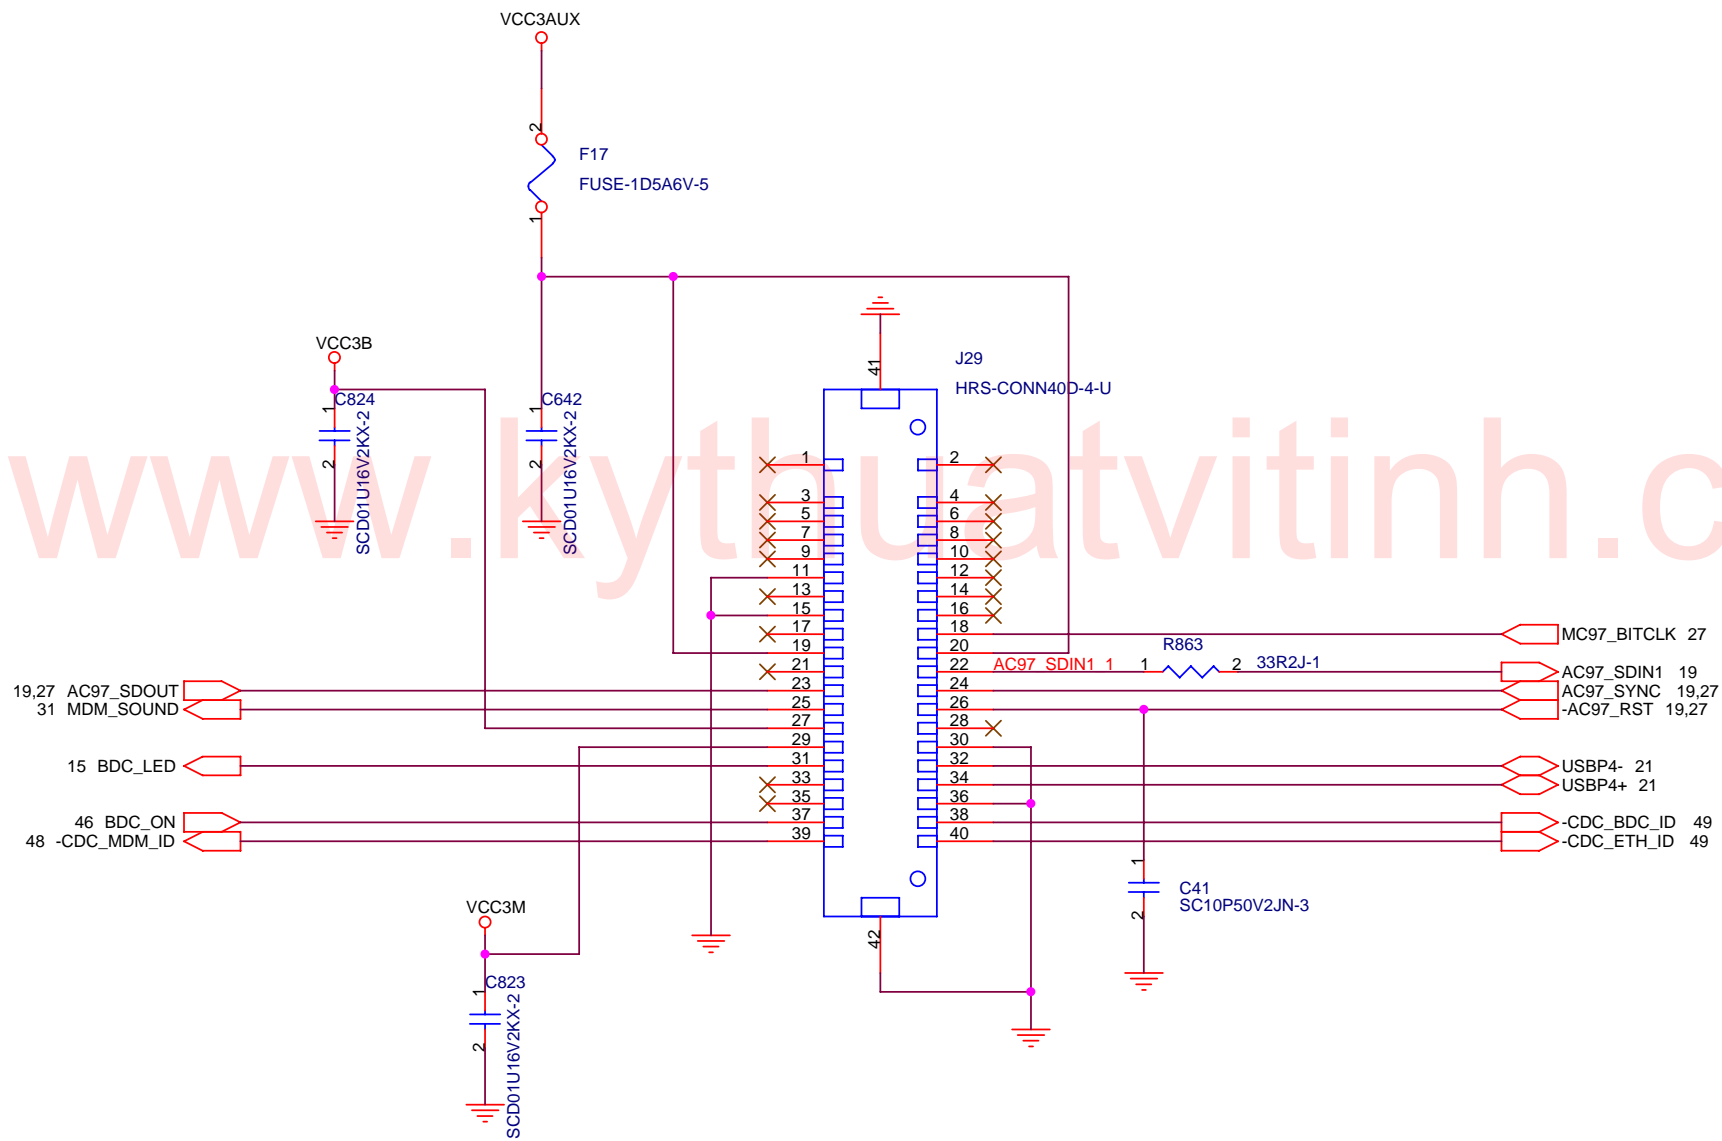 VCC3AUX
2
F17
FUSE-1D5A6V-5
1
VCC3B
1
C824
2
SCD01U16V2KX-2
1
C642
2
SCD01U16V2KX-2
41
J29
HRS-CONN40D-4-U
www.kythuatvitinh.c
1 2
3 4
5 6
7 8
9 10
11 12
13 14
15 16
17 18
19 20
21 22
23 24
25 26
27 28
29 30
31 32
33 34
35 36
37 38
39 40
42
MC97_BITCLK 27
R863
AC97_SDIN1_1 1 2 33R2J-1
AC97_SDIN1 19
AC97_SYNC 19,27
-AC97_RST 19,27
19,27 AC97_SDOUT
31 MDM_SOUND
15 BDC_LED
46 BDC_ON
48 -CDC_MDM_ID
USBP4- 21
USBP4+ 21
-CDC_BDC_ID 49
-CDC_ETH_ID 49
1
C41
SC10P50V2JN-3
2
VCC3M
1
C823
2
SCD01U16V2KX-2